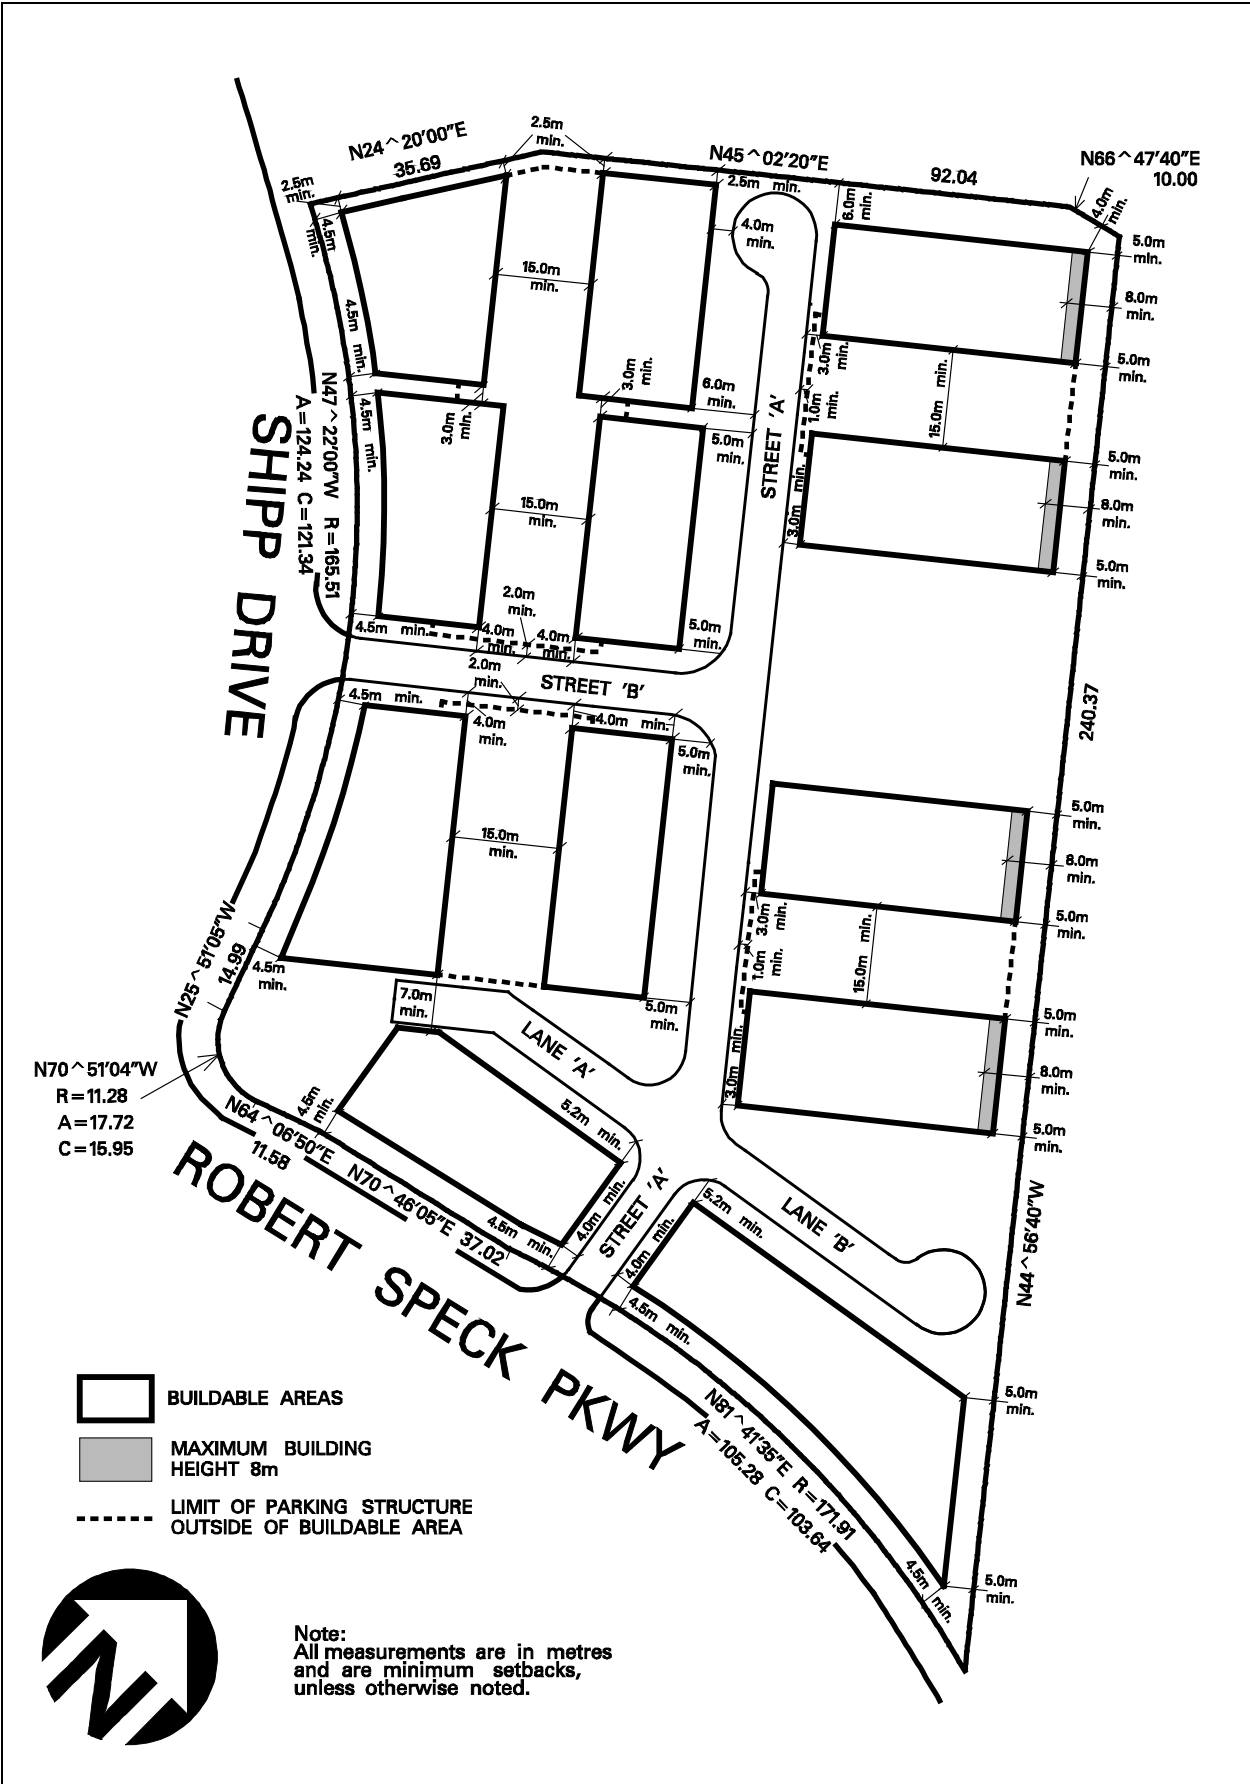 N24^20'00"E
35.69
2.5m
min.
N45^02'20"E
92.04
N66^47'40"E
10.00
2.5m
min.
2.5m min.
4.5m
min.
6.0m
min.
4.0m
min.
4.0m
min.
5.0m
min.
15.0m
min.
8.0m
min.
4.5m min.
3.0m
min.
3.0m
min.
5.0m
min.
6.0m
min.
4.5m min.
3.0m
min.
5.0m
min.
STREET 'A'
1.0m
min.
15.0m min.
5.0m
min.
N47^22'00"W R=165.51
A=124.24 C=121.34
SHIPP DRIVE
15.0m
min.
3.0m min.
8.0m
min.
5.0m
min.
2.0m
min.
4.5m min.
4.0m
min.
4.0m
min.
5.0m
min.
2.0m
min.
STREET 'B'
4.5m min.
4.0m
min.
4.0m min.
5.0m
min.
240.37
15.0m
min.
5.0m
min.
8.0m
min.
3.0m
min.
5.0m
min.
1.0m
min.
15.0m min.
N25^51'05"W
14.99
4.5m
min.
7.0m
min.
5.0m
min.
5.0m
min.
LANE 'A'
3.0m min.
8.0m
min.
5.0m
min.
N70^51'04"W
R=11.28
A=17.72
C=15.95
4.5m
min.
5.2m min.
N64^06'50"E
11.58
N70^46'05"E 37.02
4.5m min.
4.0m min.
STREET 'A'
5.2m min.
LANE 'B'
4.0m min.
4.5m min.
N44^56'40"W
ROBERT SPECK PKWY
5.0m
min.
N81^41'35"E R=171.91
A=105.28 C=103.64
4.5m min.
5.0m
min.
BUILDABLE AREAS
MAXIMUM BUILDING
HEIGHT 8m
LIMIT OF PARKING STRUCTURE
OUTSIDE OF BUILDABLE AREA
N
Note:
All measurements are in metres
and are minimum setbacks,
unless otherwise noted.